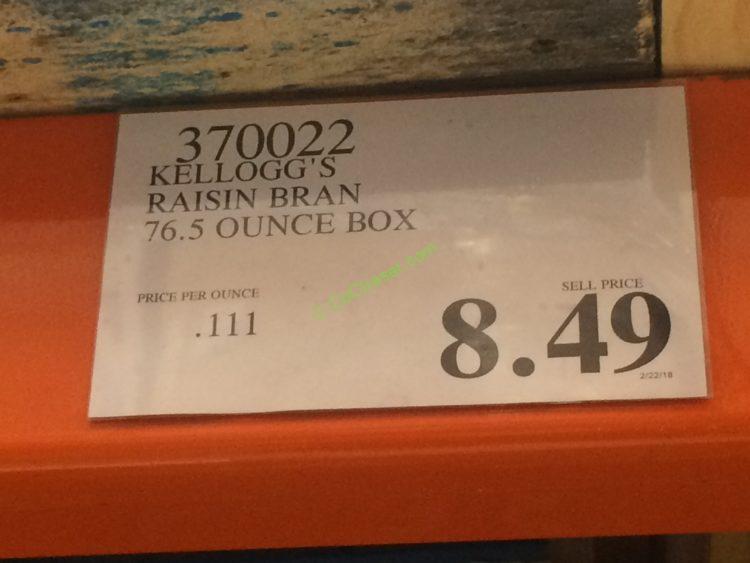 370022
KELLOGG'S
RAISIN BRAN
76.5 OUNCE BOX
PRICE PER OUNCE
.111
SELL PRICE
8.49
2/22/18
© CoChaser.com